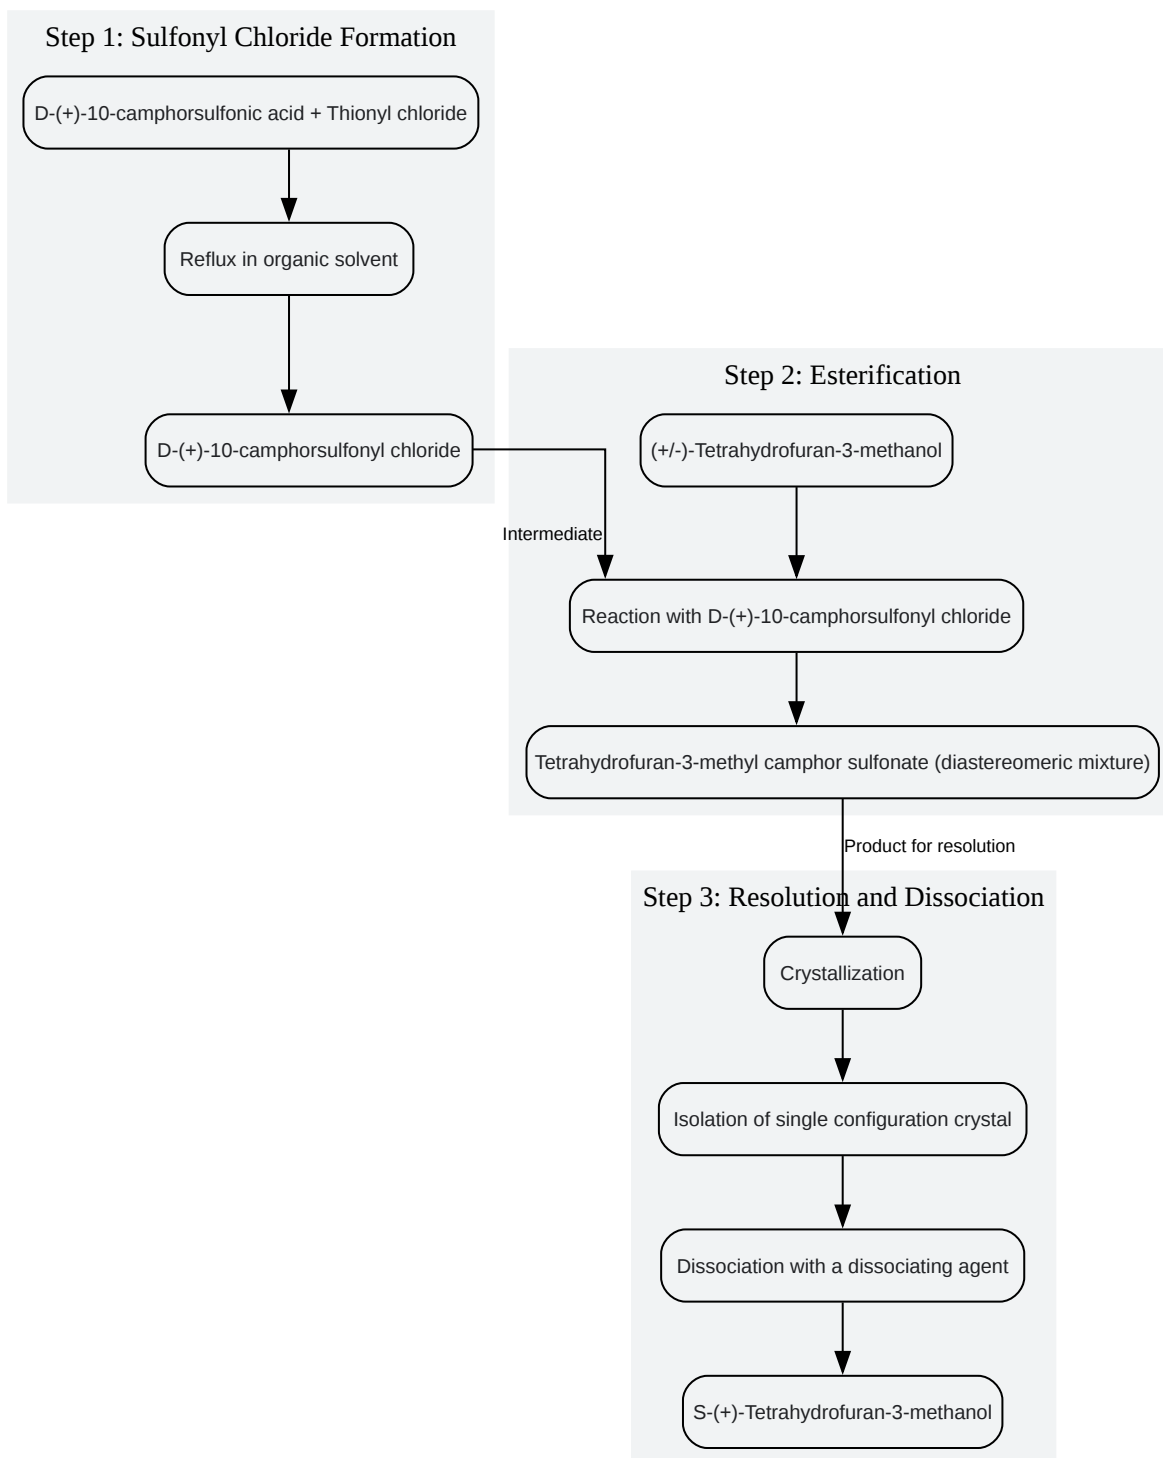 Step 1: Sulfonyl Chloride Formation
D-(+)-10-camphorsulfonic acid + Thionyl chloride
Reflux in organic solvent
D-(+)-10-camphorsulfonyl chloride
Intermediate
Step 2: Esterification
(+/-)-Tetrahydrofuran-3-methanol
Reaction with D-(+)-10-camphorsulfonyl chloride
Tetrahydrofuran-3-methyl camphor sulfonate (diastereomeric mixture)
Product for resolution
Step 3: Resolution and Dissociation
Crystallization
Isolation of single configuration crystal
Dissociation with a dissociating agent
S-(+)-Tetrahydrofuran-3-methanol